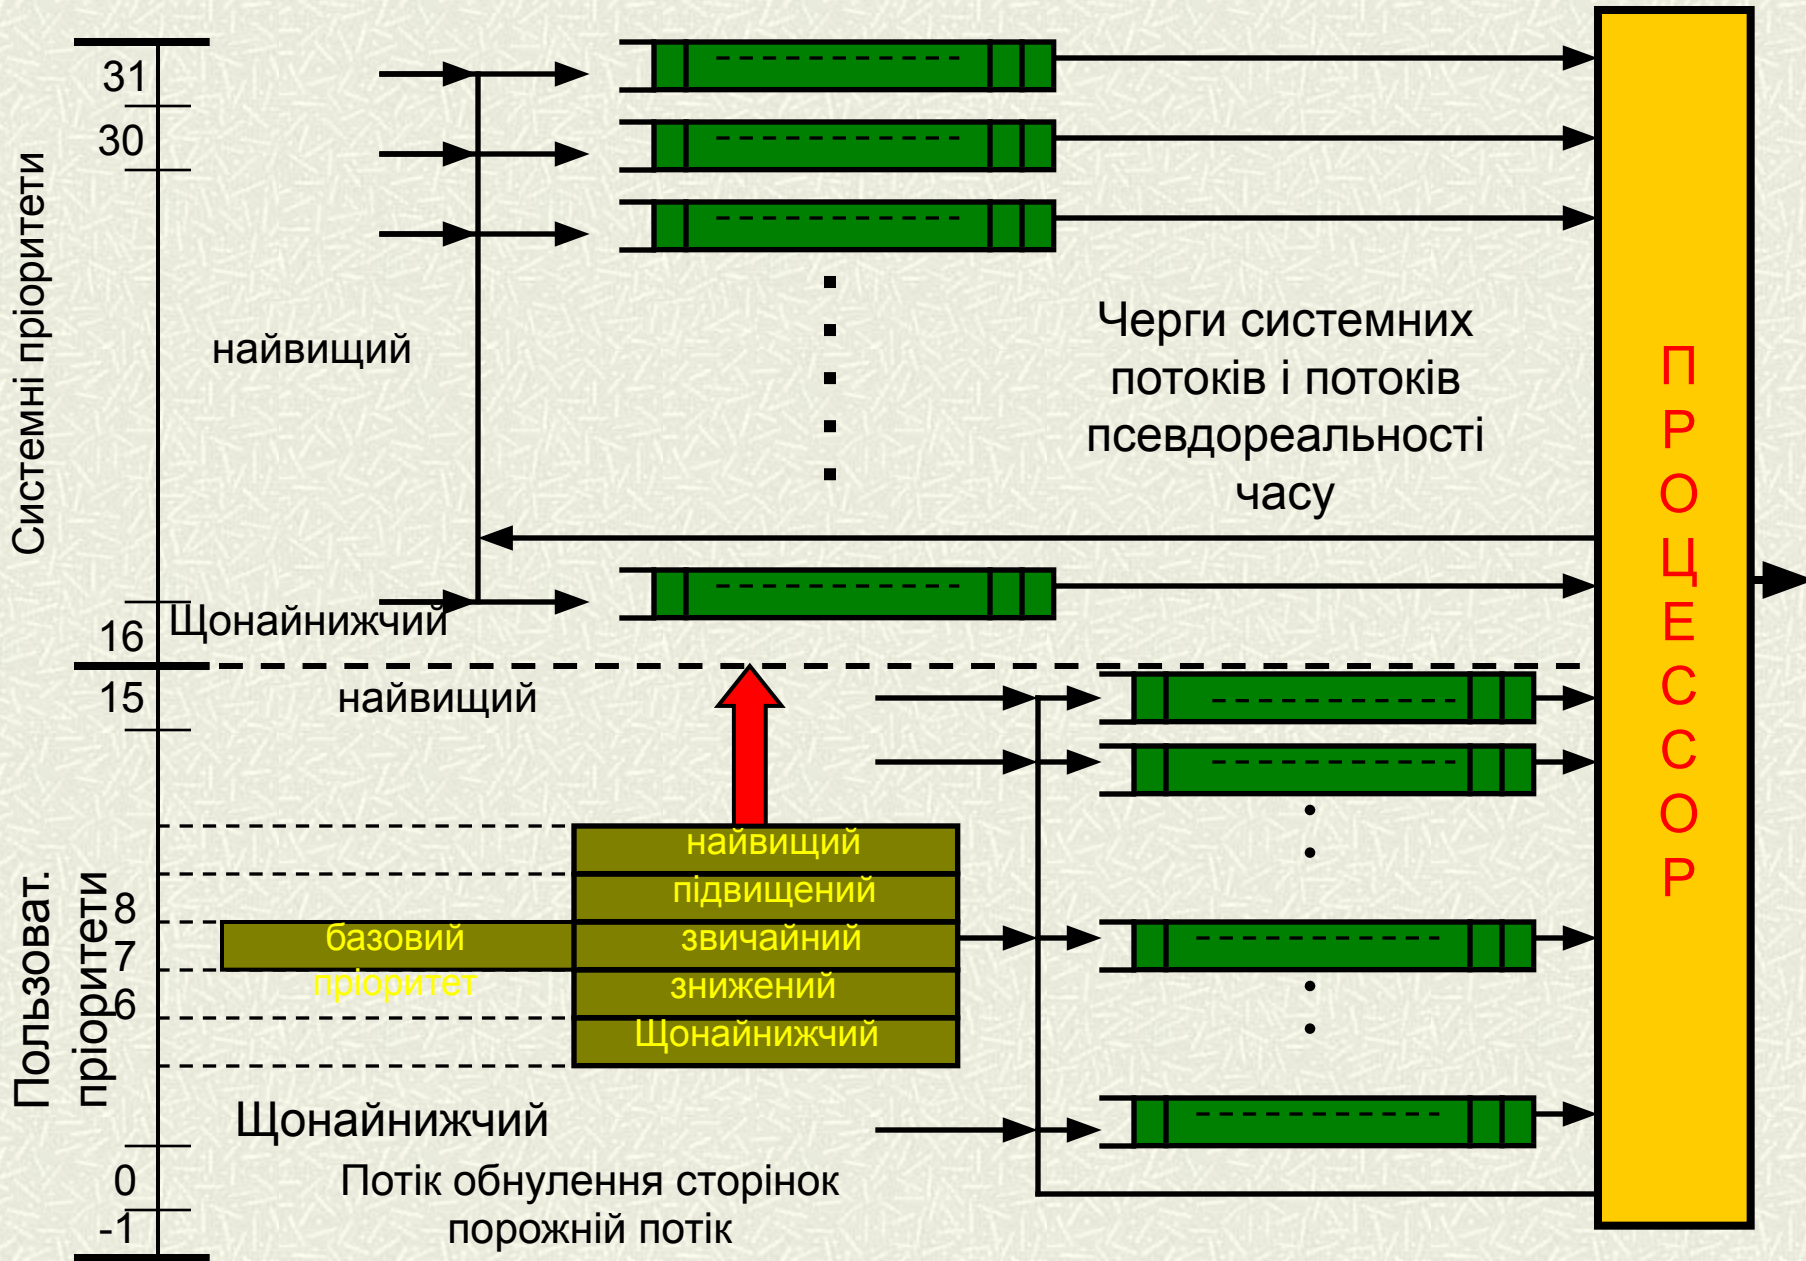 31
30
Системні пріоритети
найвищий
Черги системних
потоків і потоків
псевдореальності
часу
16
Щонайнижчий
15
найвищий
найвищий
підвищений
8
базовий
пріоритет
звичайний
7
знижений
6
Щонайнижчий
Пользоват.
пріоритети
Щонайнижчий
0
Потік обнулення сторінок
-1
порожній потік
П
Р
О
Ц
Е
С
С
О
Р